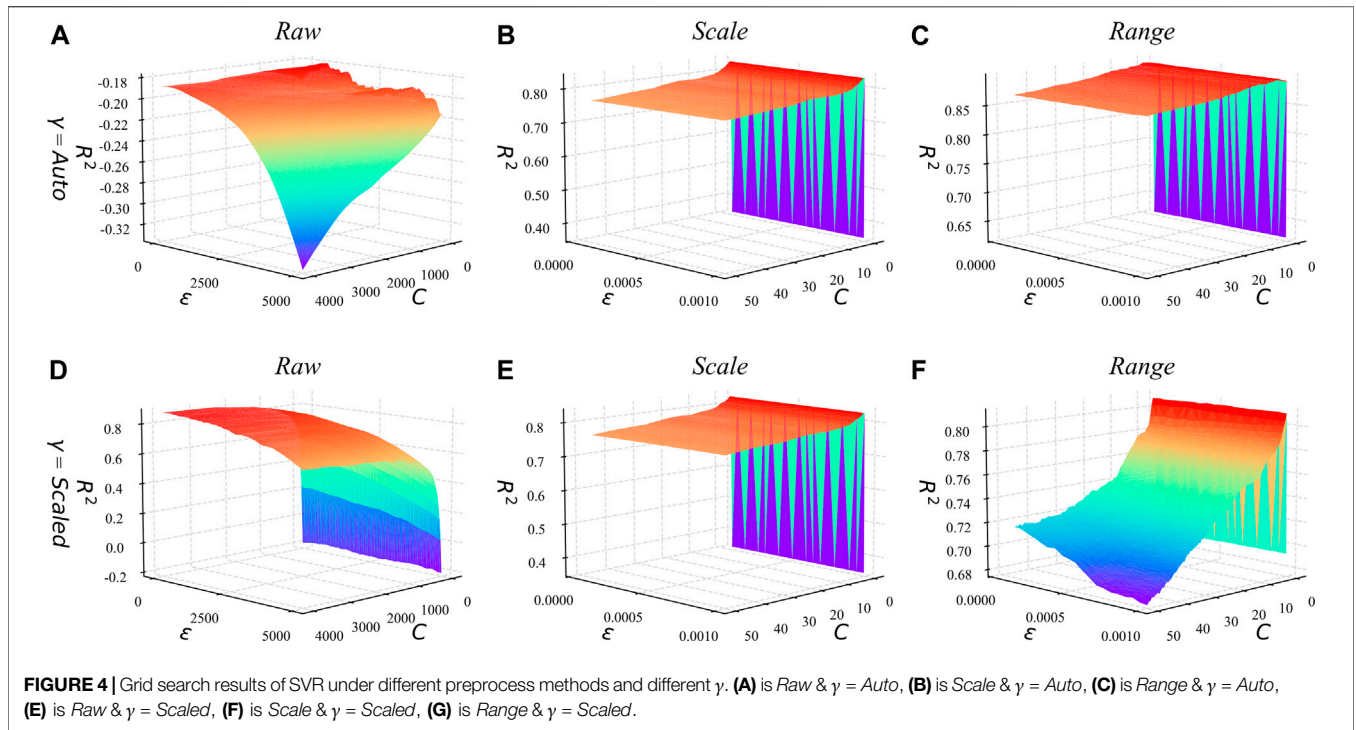 A
Raw
B
Scale
C
Range
γ = Auto
R²
-0.18
-0.20
-0.22
-0.24
-0.26
-0.28
-0.30
-0.32
0
2500
5000
ε
4000
3000
2000
1000
0
C
R²
0.80
0.70
0.60
0.50
0.40
0.0000
0.0005
0.0010
ε
50
40
30
20
10
0
C
R²
0.85
0.80
0.75
0.70
0.65
0.0000
0.0005
0.0010
ε
50
40
30
20
10
0
C
D
Raw
E
Scale
F
Range
γ = Scaled
R²
0.8
0.6
0.4
0.2
0.0
-0.2
0
2500
5000
ε
4000
3000
2000
1000
0
C
R²
0.8
0.7
0.6
0.5
0.4
0.0000
0.0005
0.0010
ε
50
40
30
20
10
0
C
R²
0.80
0.78
0.76
0.74
0.72
0.70
0.68
0.0000
0.0005
0.0010
ε
50
40
30
20
10
0
C
FIGURE 4 | Grid search results of SVR under different preprocess methods and different γ. (A) is Raw & γ = Auto, (B) is Scale & γ = Auto, (C) is Range & γ = Auto,
(E) is Raw & γ = Scaled, (F) is Scale & γ = Scaled, (G) is Range & γ = Scaled.